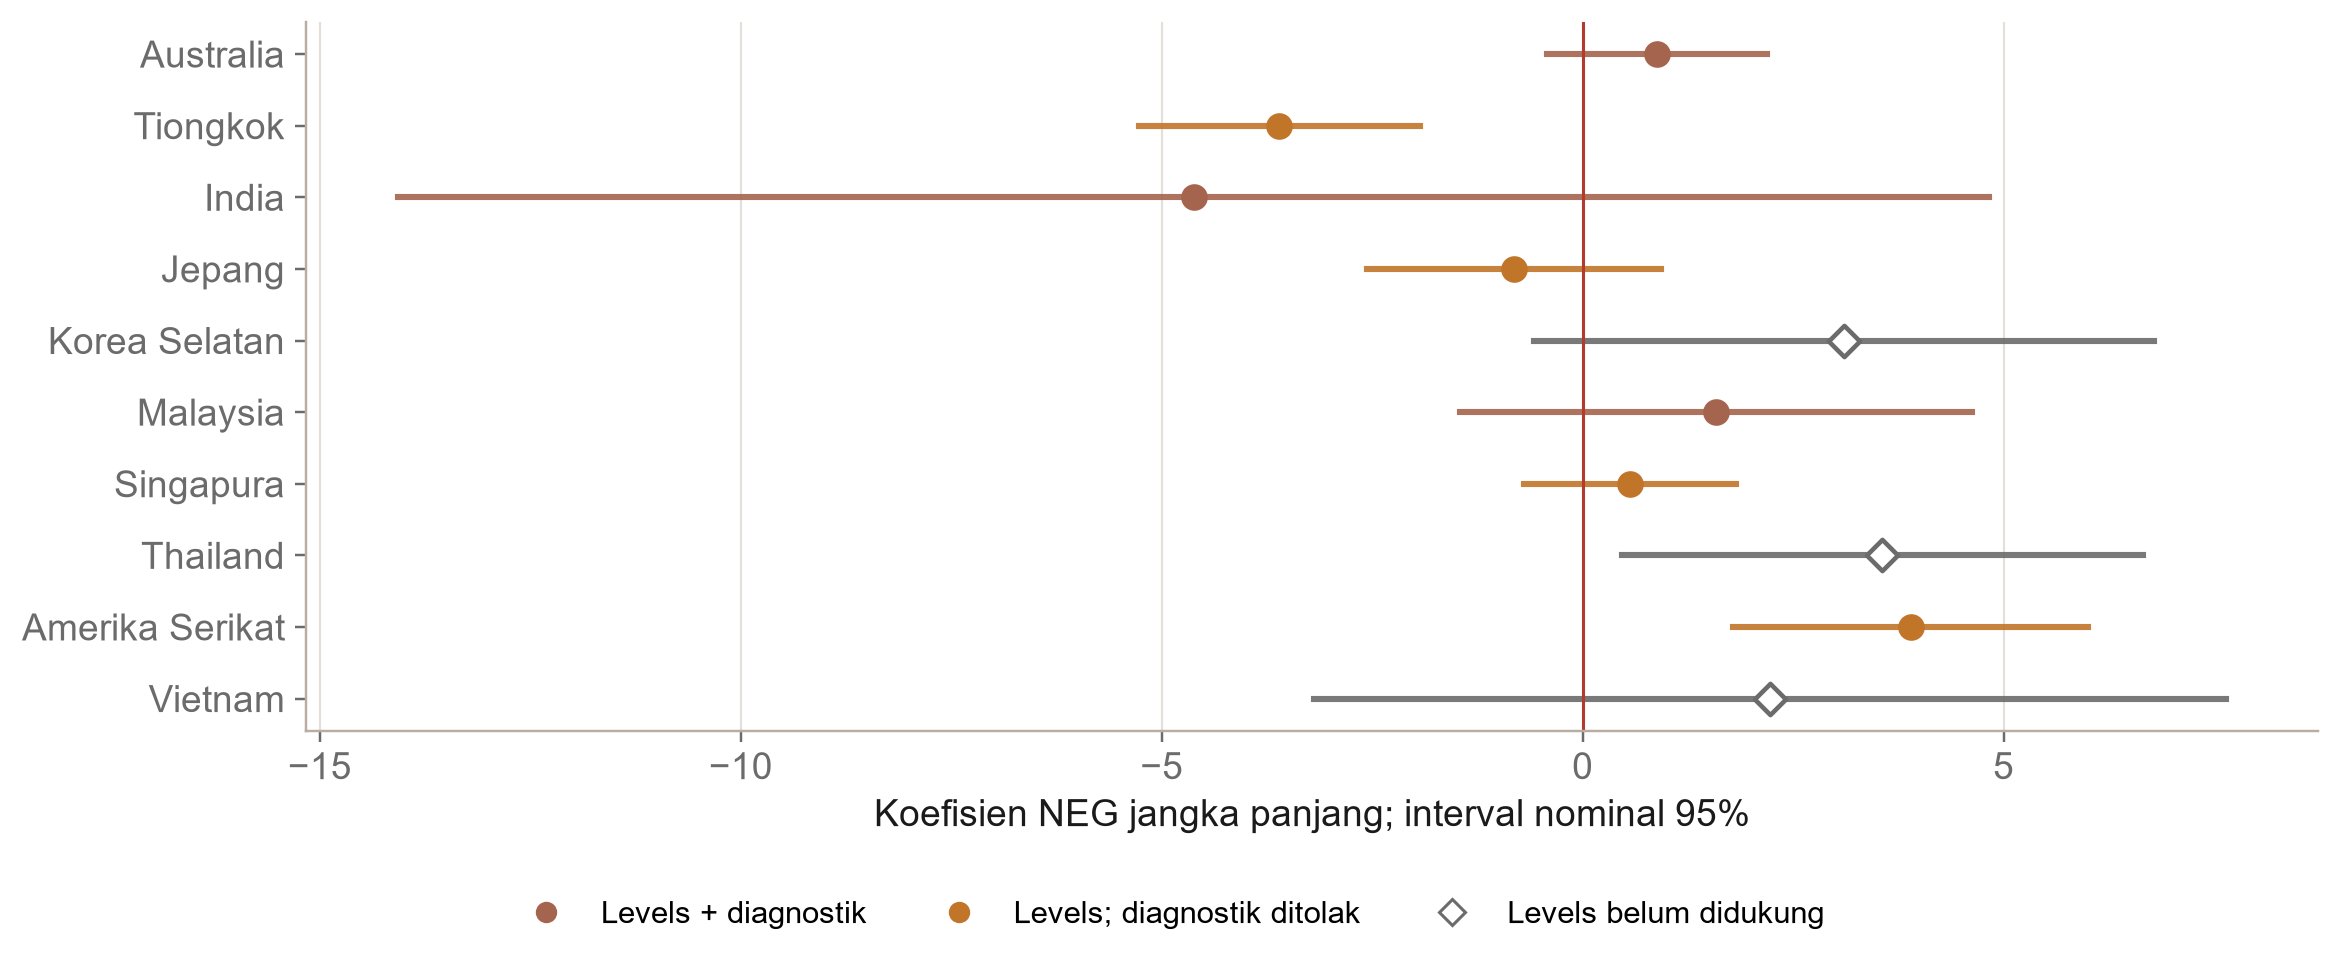 Australia
Tiongkok
India
Jepang
Korea Selatan
Malaysia
Singapura
Thailand
Amerika Serikat
Vietnam
−15 −10 −5 0 5
Koefisien NEG jangka panjang; interval nominal 95%
Levels + diagnostik Levels; diagnostik ditolak Levels belum didukung